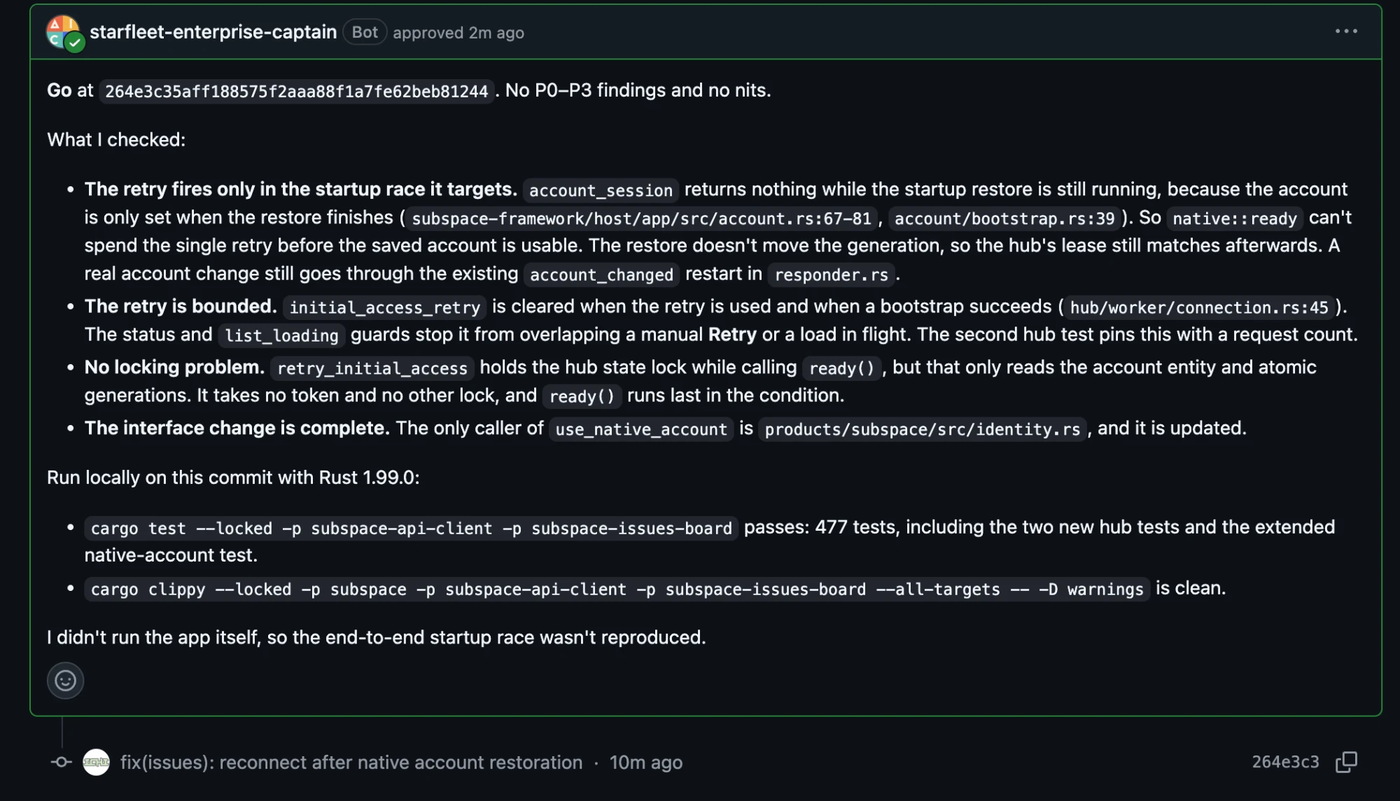 starfleet-enterprise-captain Bot approved 2m ago
Go at 264e3c35aff188575f2aaa88f1a7fe62beb81244. No P0–P3 findings and no nits.
What I checked:
• The retry fires only in the startup race it targets. account_session returns nothing while the startup restore is still running, because the account
is only set when the restore finishes ( subspace-framework/host/app/src/account.rs:67-81 , account/bootstrap.rs:39 ). So native::ready can't
spend the single retry before the saved account is usable. The restore doesn't move the generation, so the hub's lease still matches afterwards. A
real account change still goes through the existing account_changed restart in responder.rs.
• The retry is bounded. initial_access_retry is cleared when the retry is used and when a bootstrap succeeds ( hub/worker/connection.rs:45 ).
The status and list_loading guards stop it from overlapping a manual Retry or a load in flight. The second hub test pins this with a request count.
• No locking problem. retry_initial_access holds the hub state lock while calling ready() , but that only reads the account entity and atomic
generations. It takes no token and no other lock, and ready() runs last in the condition.
• The interface change is complete. The only caller of use_native_account is products/subspace/src/identity.rs , and it is updated.
Run locally on this commit with Rust 1.99.0:
• cargo test --locked -p subspace-api-client -p subspace-issues-board passes: 477 tests, including the two new hub tests and the extended
native-account test.
• cargo clippy --locked -p subspace -p subspace-api-client -p subspace-issues-board --all-targets -- -D warnings is clean.
I didn't run the app itself, so the end-to-end startup race wasn't reproduced.
fix(issues): reconnect after native account restoration · 10m ago 264e3c3